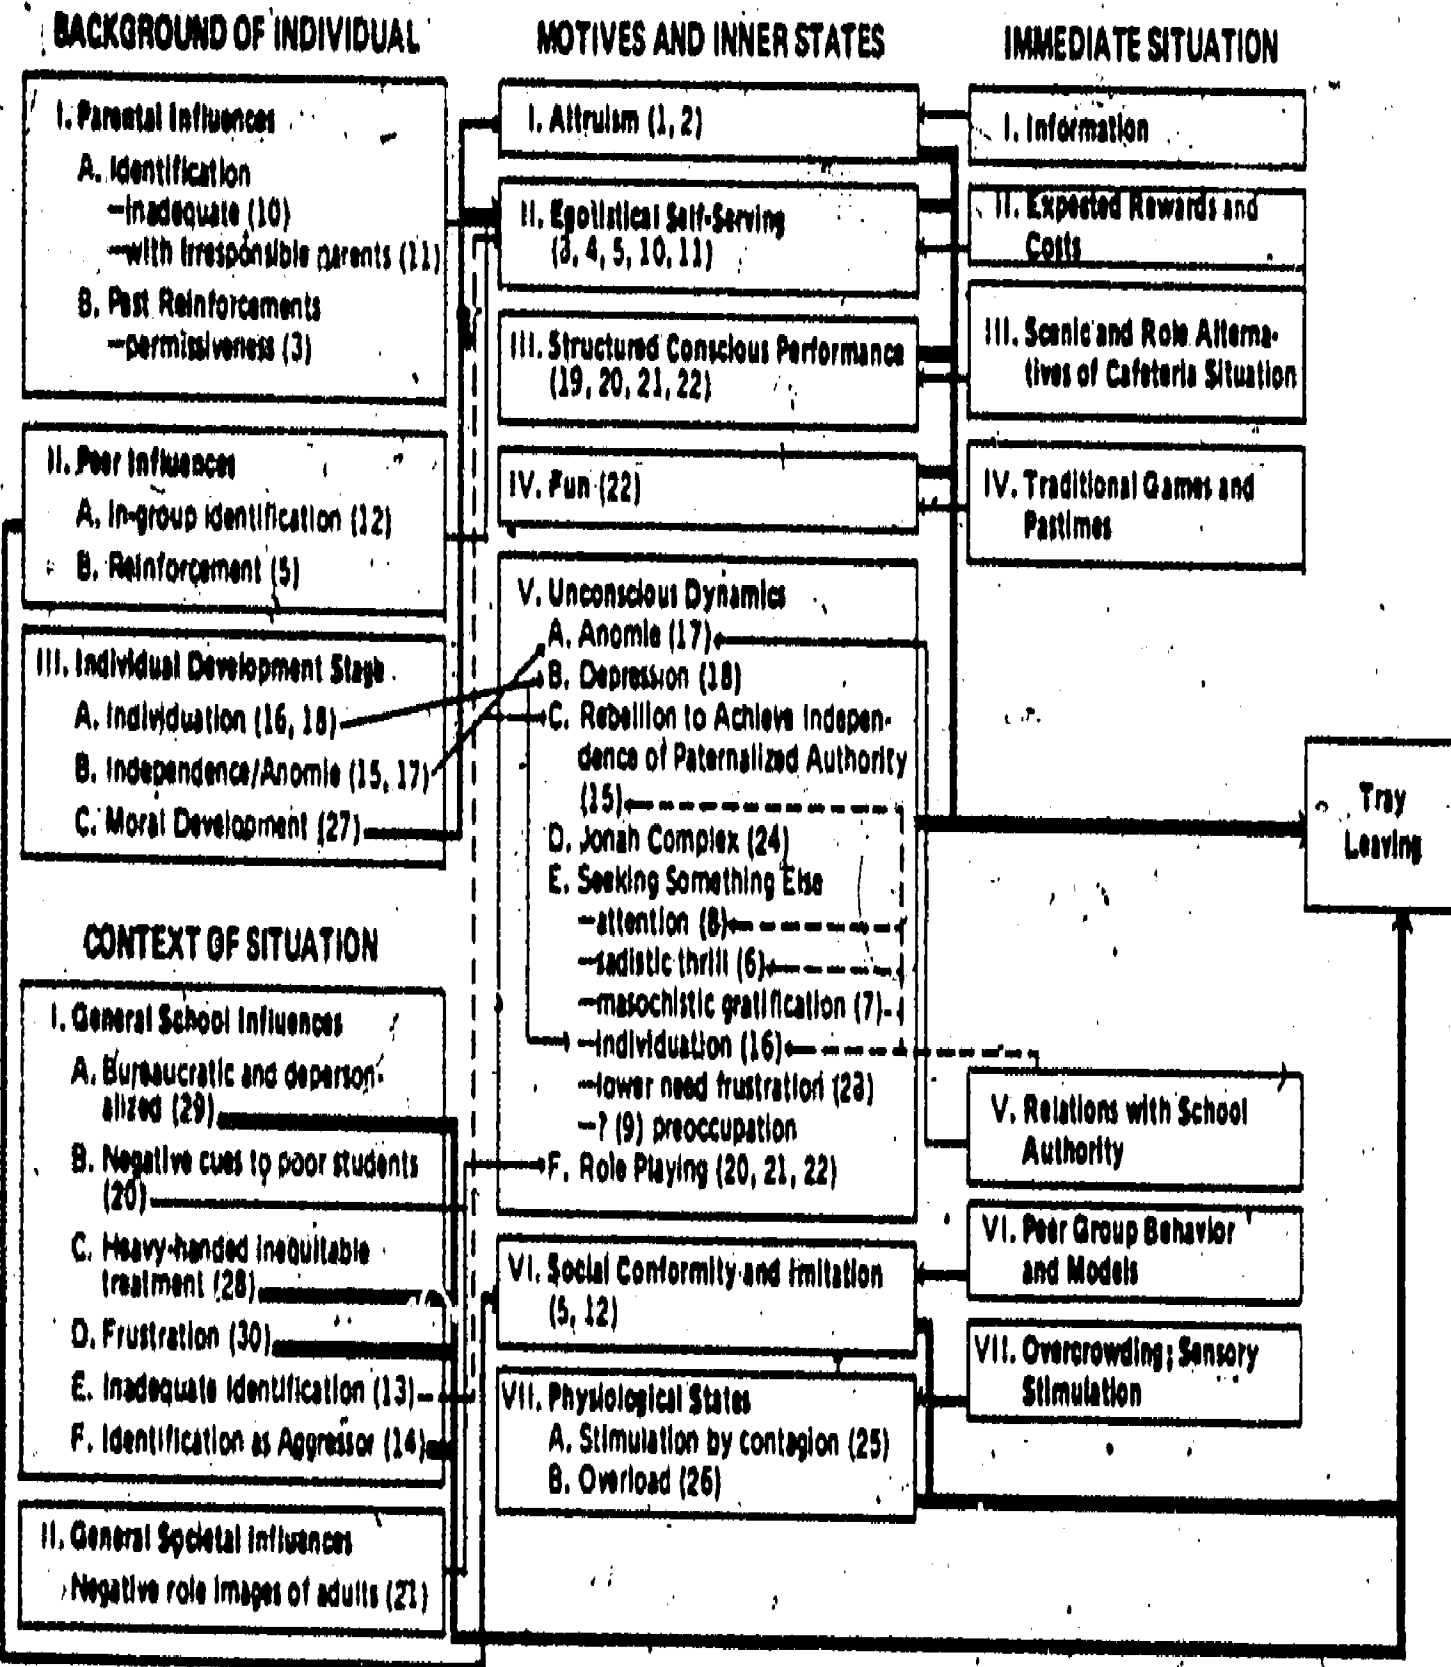 BACKGROUND OF INDIVIDUAL
I. Parental Influences
A. Identification
—inadequate (10)
—with irresponsible parents (11)
B. Past Reinforcements
—permissiveness (3)
II. Peer Influences
A. In-group identification (12)
B. Reinforcement (5)
III. Individual Development Stage
A. Individuation (16, 18)
B. Independence/Anomie (15, 17)
C. Moral Development (27)
CONTEXT OF SITUATION
I. General School Influences
A. Bureaucratic and deperson-
alized (29)
B. Negative cues to poor students
(20)
C. Heavy-handed inequitable
treatment (28)
D. Frustration (30)
E. Inadequate identification (13)
F. Identification as Aggressor (14)
II. General Societal Influences
Negative role images of adults (21)
MOTIVES AND INNER STATES
I. Altruism (1, 2)
II. Egotistical Self-Serving
(3, 4, 5, 10, 11)
III. Structured Conscious Performance
(19, 20, 21, 22)
IV. Fun (22)
V. Unconscious Dynamics
A. Anomie (17)
B. Depression (18)
C. Rebellion to Achieve Indepen-
dence of Paternalized Authority
(15)
D. Jonah Complex (24)
E. Seeking Something Else
—attention (8)
—sadistic thrill (6)
—masochistic gratification (7)
—individuation (16)
—lower need frustration (23)
—? (9) preoccupation
F. Role Playing (20, 21, 22)
VI. Social Conformity and Imitation
(5, 12)
VII. Physiological States
A. Stimulation by contagion (25)
B. Overload (26)
IMMEDIATE SITUATION
I. Information
II. Expected Rewards and
Costs
III. Scenic and Role Alterna-
tives of Cafeteria Situation
IV. Traditional Games and
Pastimes
V. Relations with School
Authority
VI. Peer Group Behavior
and Models
VII. Overcrowding; Sensory
Stimulation
Tray
Leaving